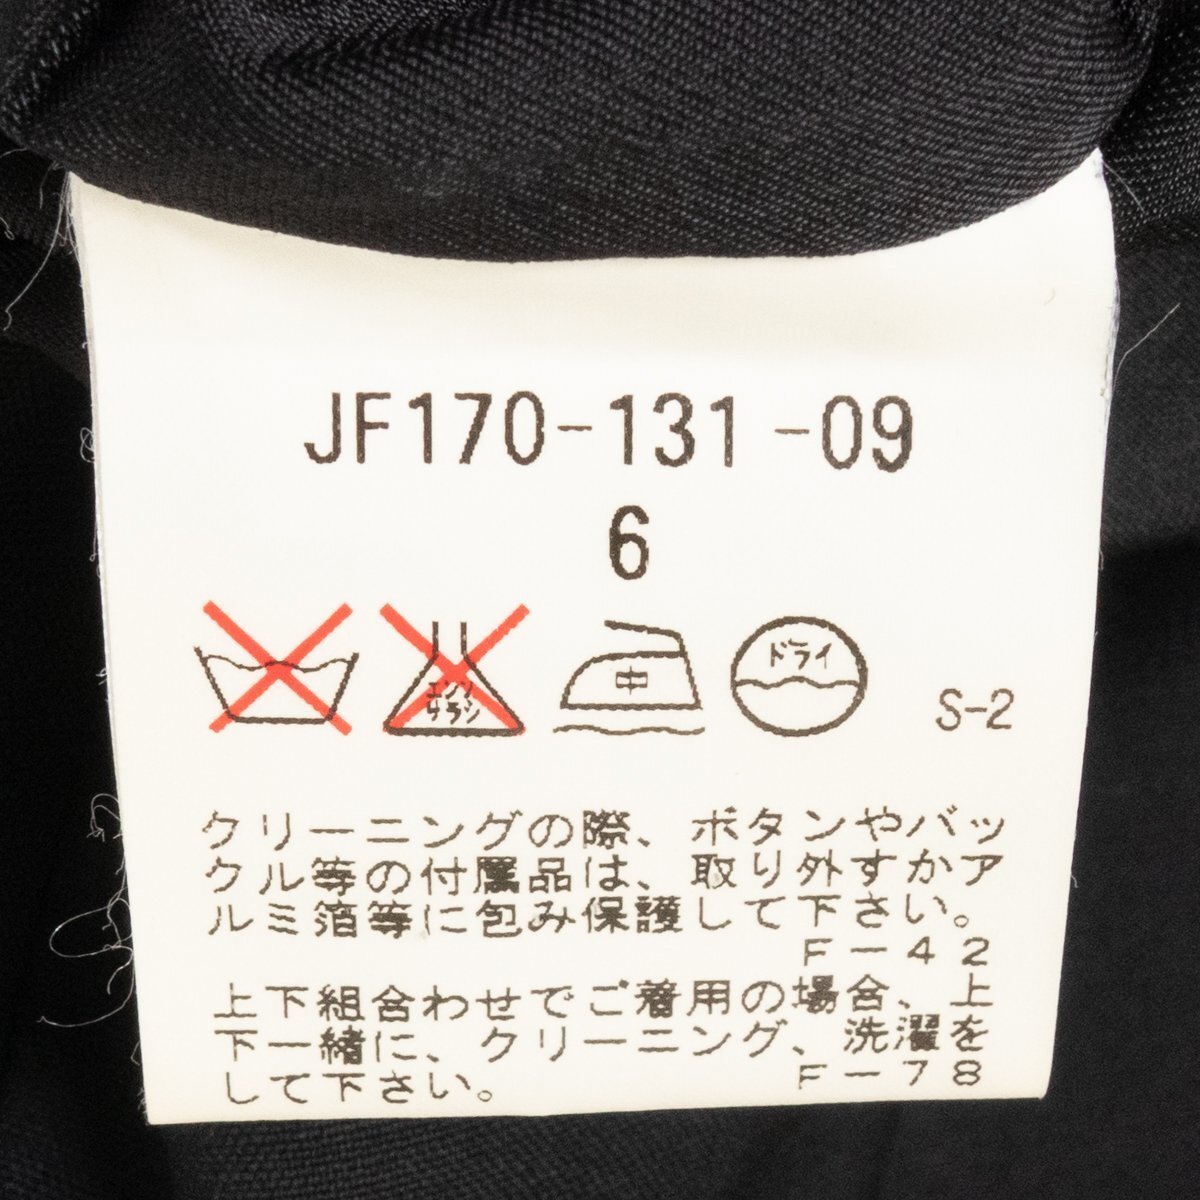 JF170-131-09
6
エンソ
サラシ
中
ドライ
S-2
クリーニングの際、ボタンやバッ
クル等の付属品は、取り外すかア
ルミ箔等に包み保護して下さい。
F-42
上下組合わせでご着用の場合、上
下一緒に、クリーニング、洗濯を
して下さい。
F-78